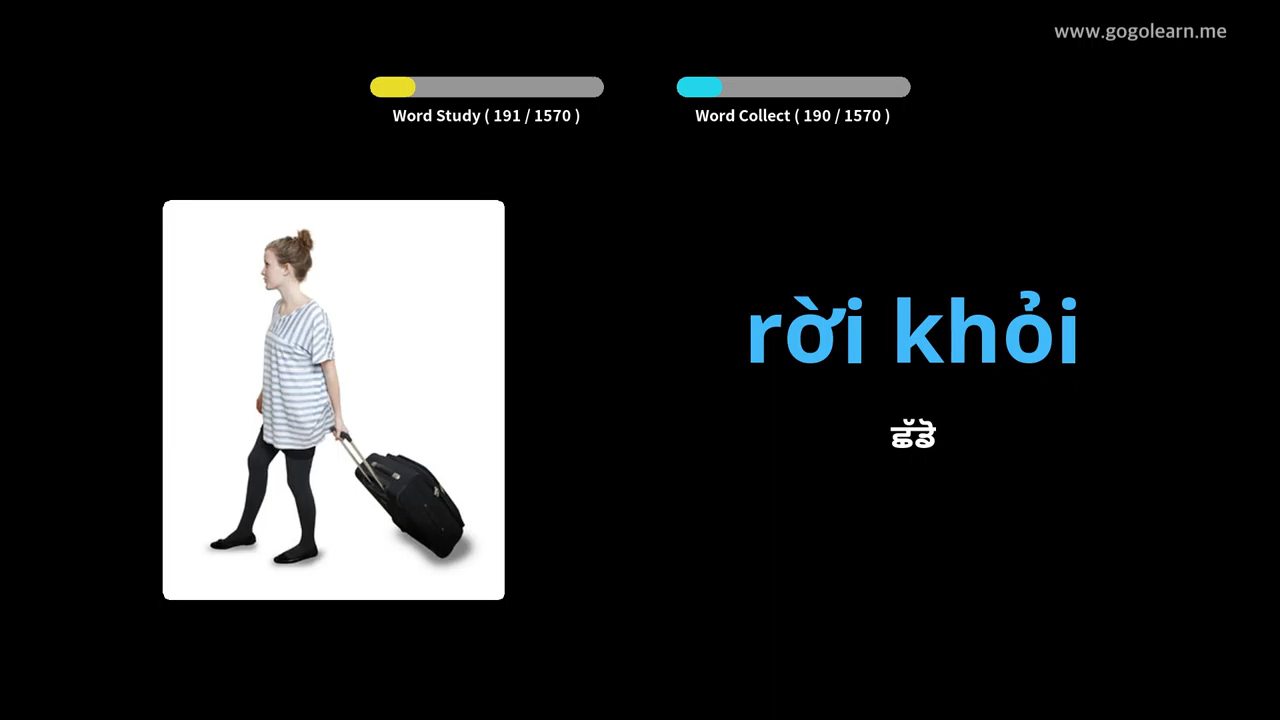 www.gogolearn.me
Word Study ( 191 / 1570 )
Word Collect ( 190 / 1570 )
rời khỏi
ਛੱਡੋ